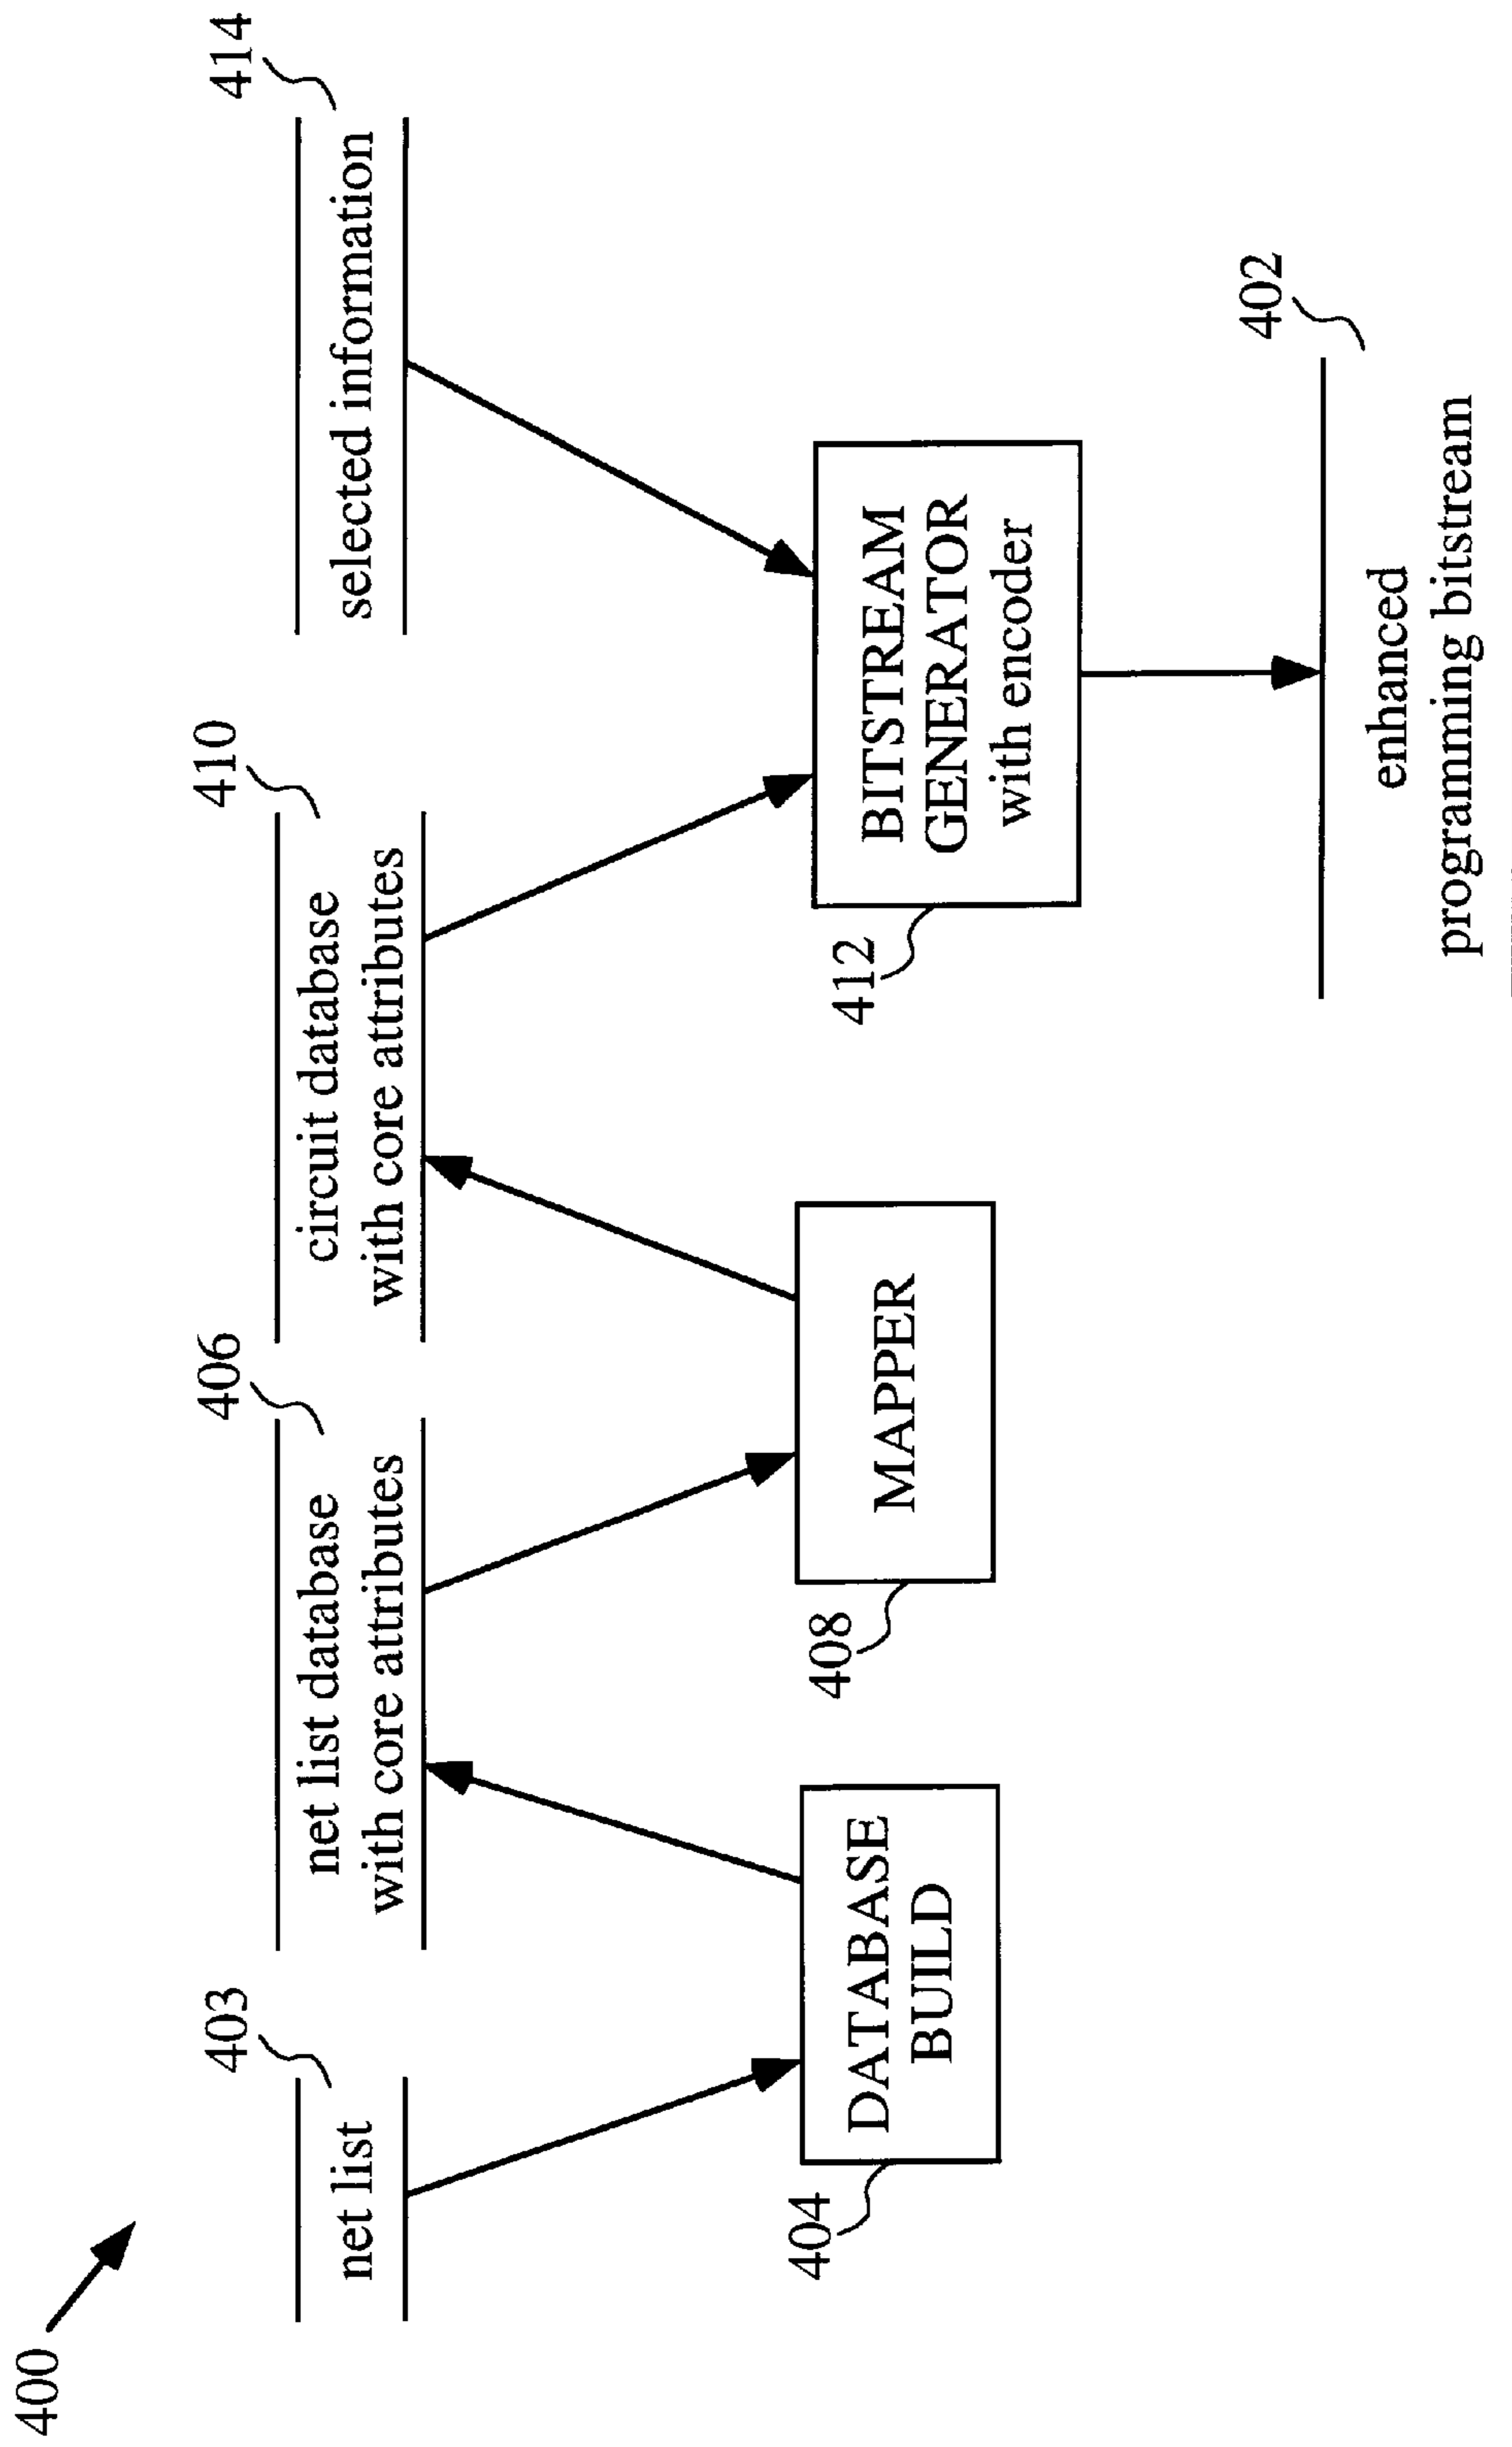 400
403
net list
406
net list database
with core attributes
410
circuit database
with core attributes
414
selected information
404
DATABASE
BUILD
408
MAPPER
412
BITSTREAM
GENERATOR
with encoder
402
enhanced
programming bitstream